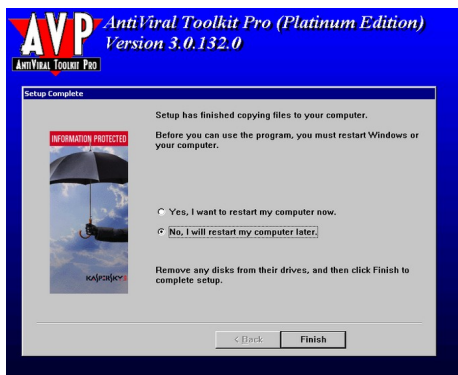 AVP
AntiViral Toolkit Pro
AntiViral Toolkit Pro (Platinum Edition)
Version 3.0.132.0
Setup Complete
INFORMATION PROTECTED
KASPERSKY
Setup has finished copying files to your computer.
Before you can use the program, you must restart Windows or
your computer.
Yes, I want to restart my computer now.
No, I will restart my computer later.
Remove any disks from their drives, and then click Finish to
complete setup.
< Back
Finish